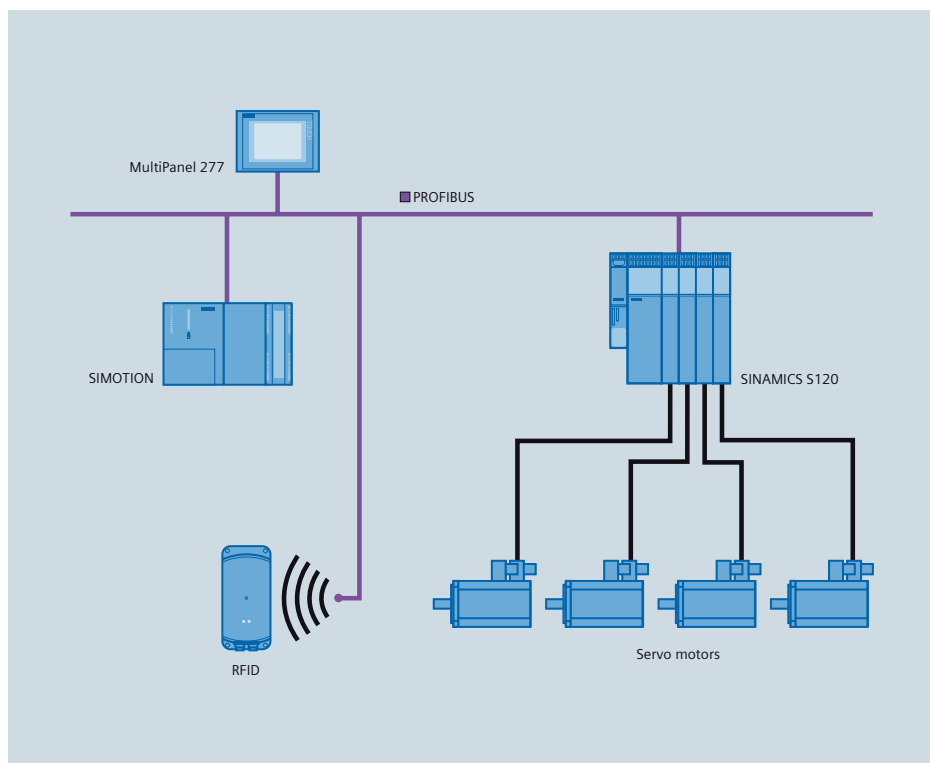 MultiPanel 277
PROFIBUS
SIMOTION
SINAMICS S120
RFID
Servo motors